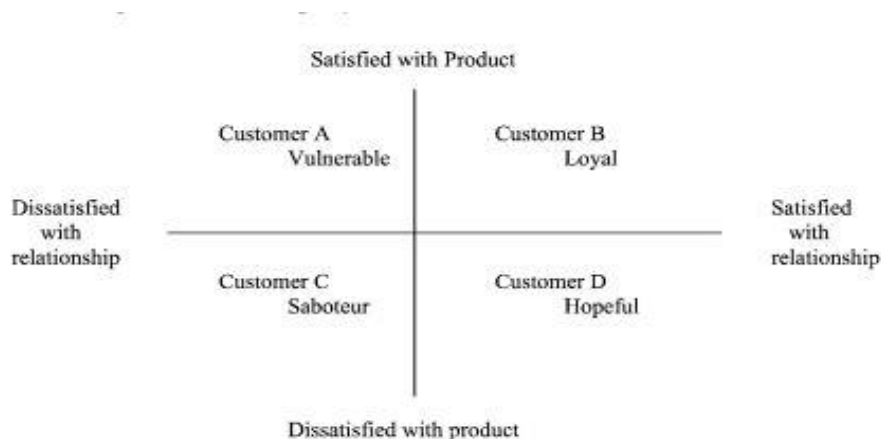 Satisfied with Product
Customer A
Vulnerable
Customer B
Loyal
Dissatisfied
with
relationship
Satisfied
with
relationship
Customer C
Saboteur
Customer D
Hopeful
Dissatisfied with product